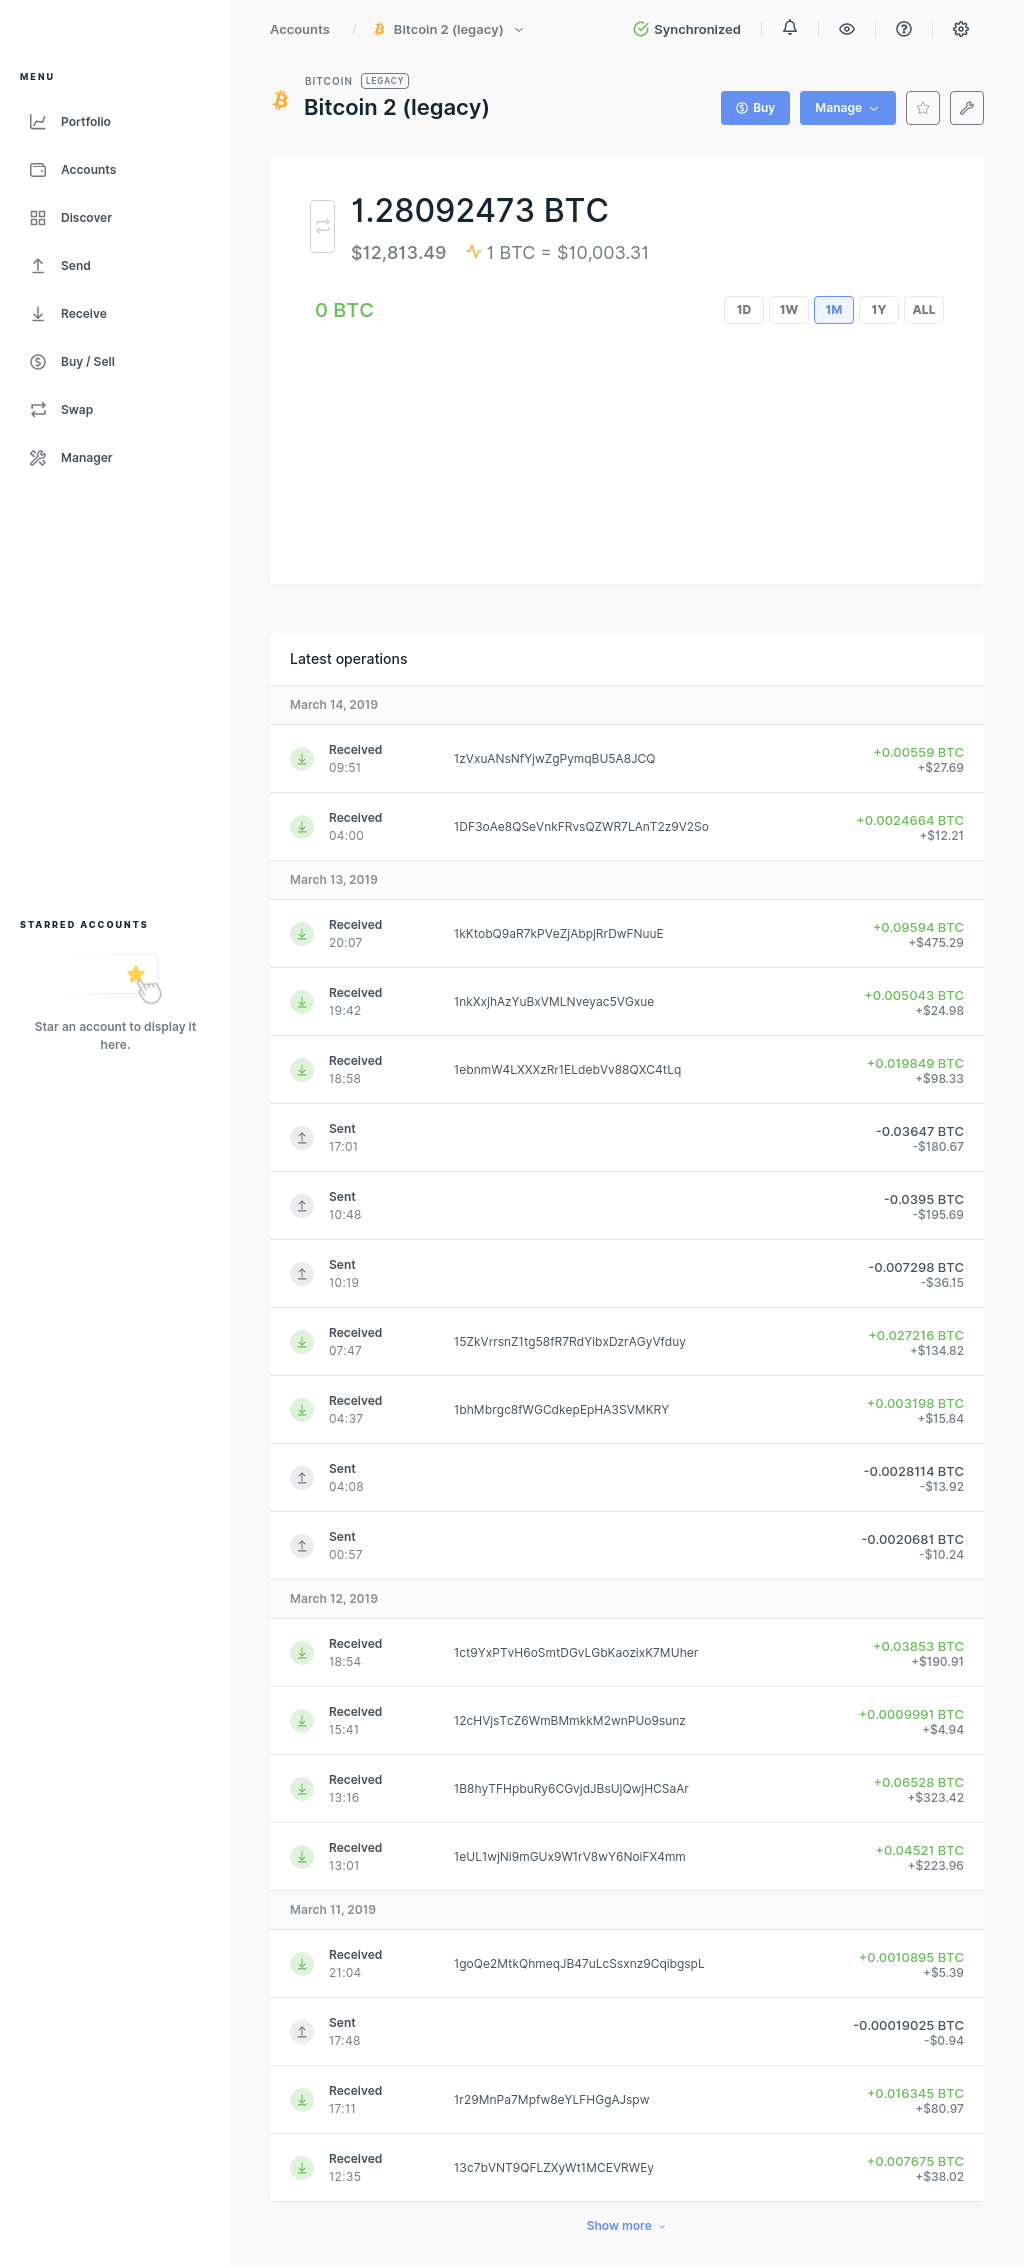 Accounts / Bitcoin 2 (legacy) Synchronized
MENU
Portfolio
Accounts
Discover
Send
Receive
Buy / Sell
Swap
Manager
STARRED ACCOUNTS
Star an account to display it
here.
BITCOIN LEGACY
Bitcoin 2 (legacy)
Buy Manage
1.28092473 BTC
$12,813.49 1 BTC = $10,003.31
0 BTC 1D 1W 1M 1Y ALL
Latest operations
March 14, 2019
Received 1zVxuANsNfYjwZgPymqBU5A8JCQ +0.00559 BTC
09:51 +$27.69
Received 1DF3oAe8QSeVnkFRvsQZWR7LAnT2z9V2So +0.0024664 BTC
04:00 +$12.21
March 13, 2019
Received 1kKtobQ9aR7kPVeZjAbpjRrDwFNuuE +0.09594 BTC
20:07 +$475.29
Received 1nkXxjhAzYuBxVMLNveyac5VGxue +0.005043 BTC
19:42 +$24.98
Received 1ebnmW4LXXXzRr1ELdebVv88QXC4tLq +0.019849 BTC
18:58 +$98.33
Sent -0.03647 BTC
17:01 -$180.67
Sent -0.0395 BTC
10:48 -$195.69
Sent -0.007298 BTC
10:19 -$36.15
Received 15ZkVrrsnZ1tg58fR7RdYibxDzrAGyVfduy +0.027216 BTC
07:47 +$134.82
Received 1bhMbrgc8fWGCdkepEpHA3SVMKRY +0.003198 BTC
04:37 +$15.84
Sent -0.0028114 BTC
04:08 -$13.92
Sent -0.0020681 BTC
00:57 -$10.24
March 12, 2019
Received 1ct9YxPTvH6oSmtDGvLGbKaozixK7MUher +0.03853 BTC
18:54 +$190.91
Received 12cHVjsTcZ6WmBMmkkM2wnPUo9sunz +0.0009991 BTC
15:41 +$4.94
Received 1B8hyTFHpbuRy6CGvjdJBsUjQwjHCSaAr +0.06528 BTC
13:16 +$323.42
Received 1eUL1wjNi9mGUx9W1rV8wY6NoiFX4mm +0.04521 BTC
13:01 +$223.96
March 11, 2019
Received 1goQe2MtkQhmeqJB47uLcSsxnz9CqibgspL +0.0010895 BTC
21:04 +$5.39
Sent -0.00019025 BTC
17:48 -$0.94
Received 1r29MnPa7Mpfw8eYLFHGgAJspw +0.016345 BTC
17:11 +$80.97
Received 13c7bVNT9QFLZXyWt1MCEVRWEy +0.007675 BTC
12:35 +$38.02
Show more